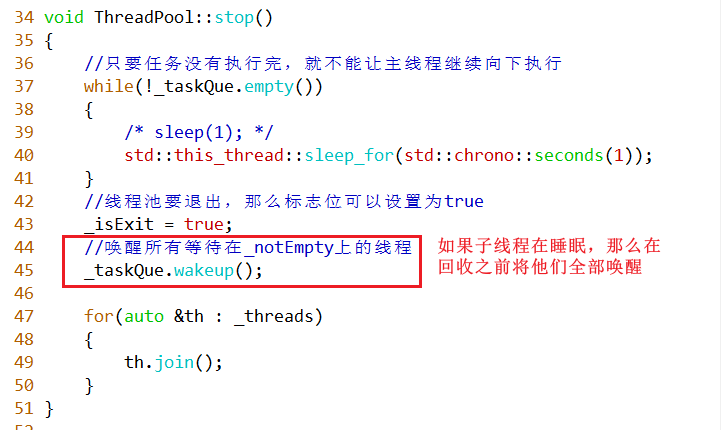 34 void ThreadPool::stop()
35 {
36     //只要任务没有执行完，就不能让主线程继续向下执行
37     while(!_taskQue.empty())
38     {
39         /* sleep(1); */
40         std::this_thread::sleep_for(std::chrono::seconds(1));
41     }
42     //线程池要退出，那么标志位可以设置为true
43     _isExit = true;
44     //唤醒所有等待在_notEmpty上的线程
45     _taskQue.wakeup();
如果子线程在睡眠，那么在
回收之前将他们全部唤醒
46
47     for(auto &th : _threads)
48     {
49         th.join();
50     }
51 }